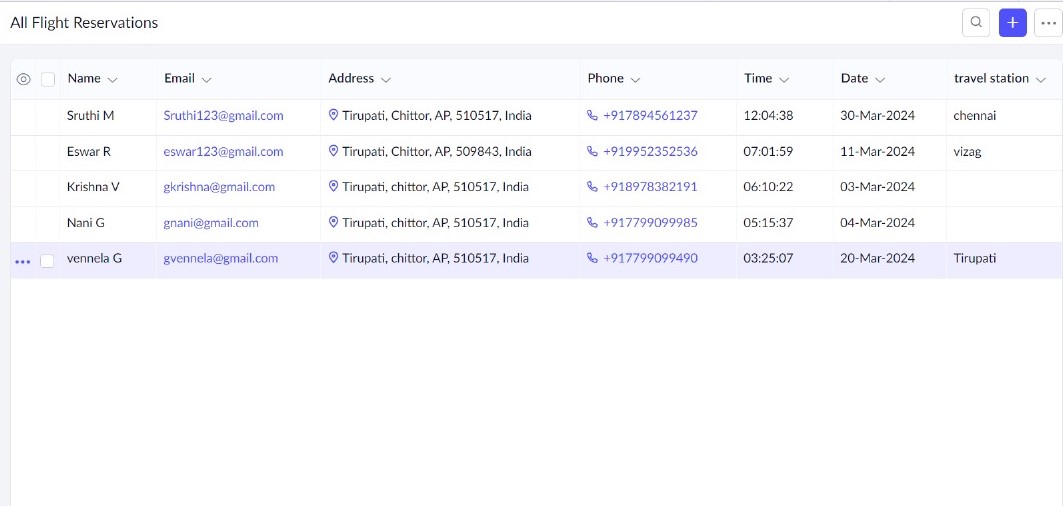 All Flight Reservations
Name Email Address Phone Time Date travel station
Sruthi M Sruthi123@gmail.com Tirupati, Chittor, AP, 510517, India +917894561237 12:04:38 30-Mar-2024 chennai
Eswar R eswar123@gmail.com Tirupati, Chittor, AP, 509843, India +919952352536 07:01:59 11-Mar-2024 vizag
Krishna V gkrishna@gmail.com Tirupati, chittor, AP, 510517, India +918978382191 06:10:22 03-Mar-2024
Nani G gnani@gmail.com Tirupati, chittor, AP, 510517, India +917799099985 05:15:37 04-Mar-2024
vennela G gvennela@gmail.com Tirupati, chittor, AP, 510517, India +917799099490 03:25:07 20-Mar-2024 Tirupati